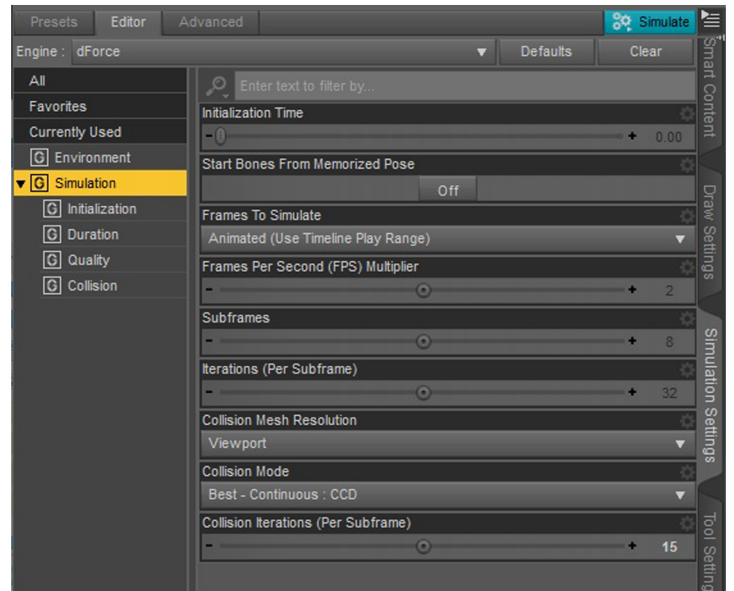 Presets Editor Advanced Simulate
Engine : dForce Defaults Clear
All
Favorites
Currently Used
G Environment
G Simulation
G Initialization
G Duration
G Quality
G Collision
Enter text to filter by...
Initialization Time
- + 0.00
Start Bones From Memorized Pose
Off
Frames To Simulate
Animated (Use Timeline Play Range)
Frames Per Second (FPS) Multiplier
- + 2
Subframes
- + 8
Iterations (Per Subframe)
- + 32
Collision Mesh Resolution
Viewport
Collision Mode
Best - Continuous : CCD
Collision Iterations (Per Subframe)
- + 15
Smart Content
Draw Settings
Simulation Settings
Tool Setting